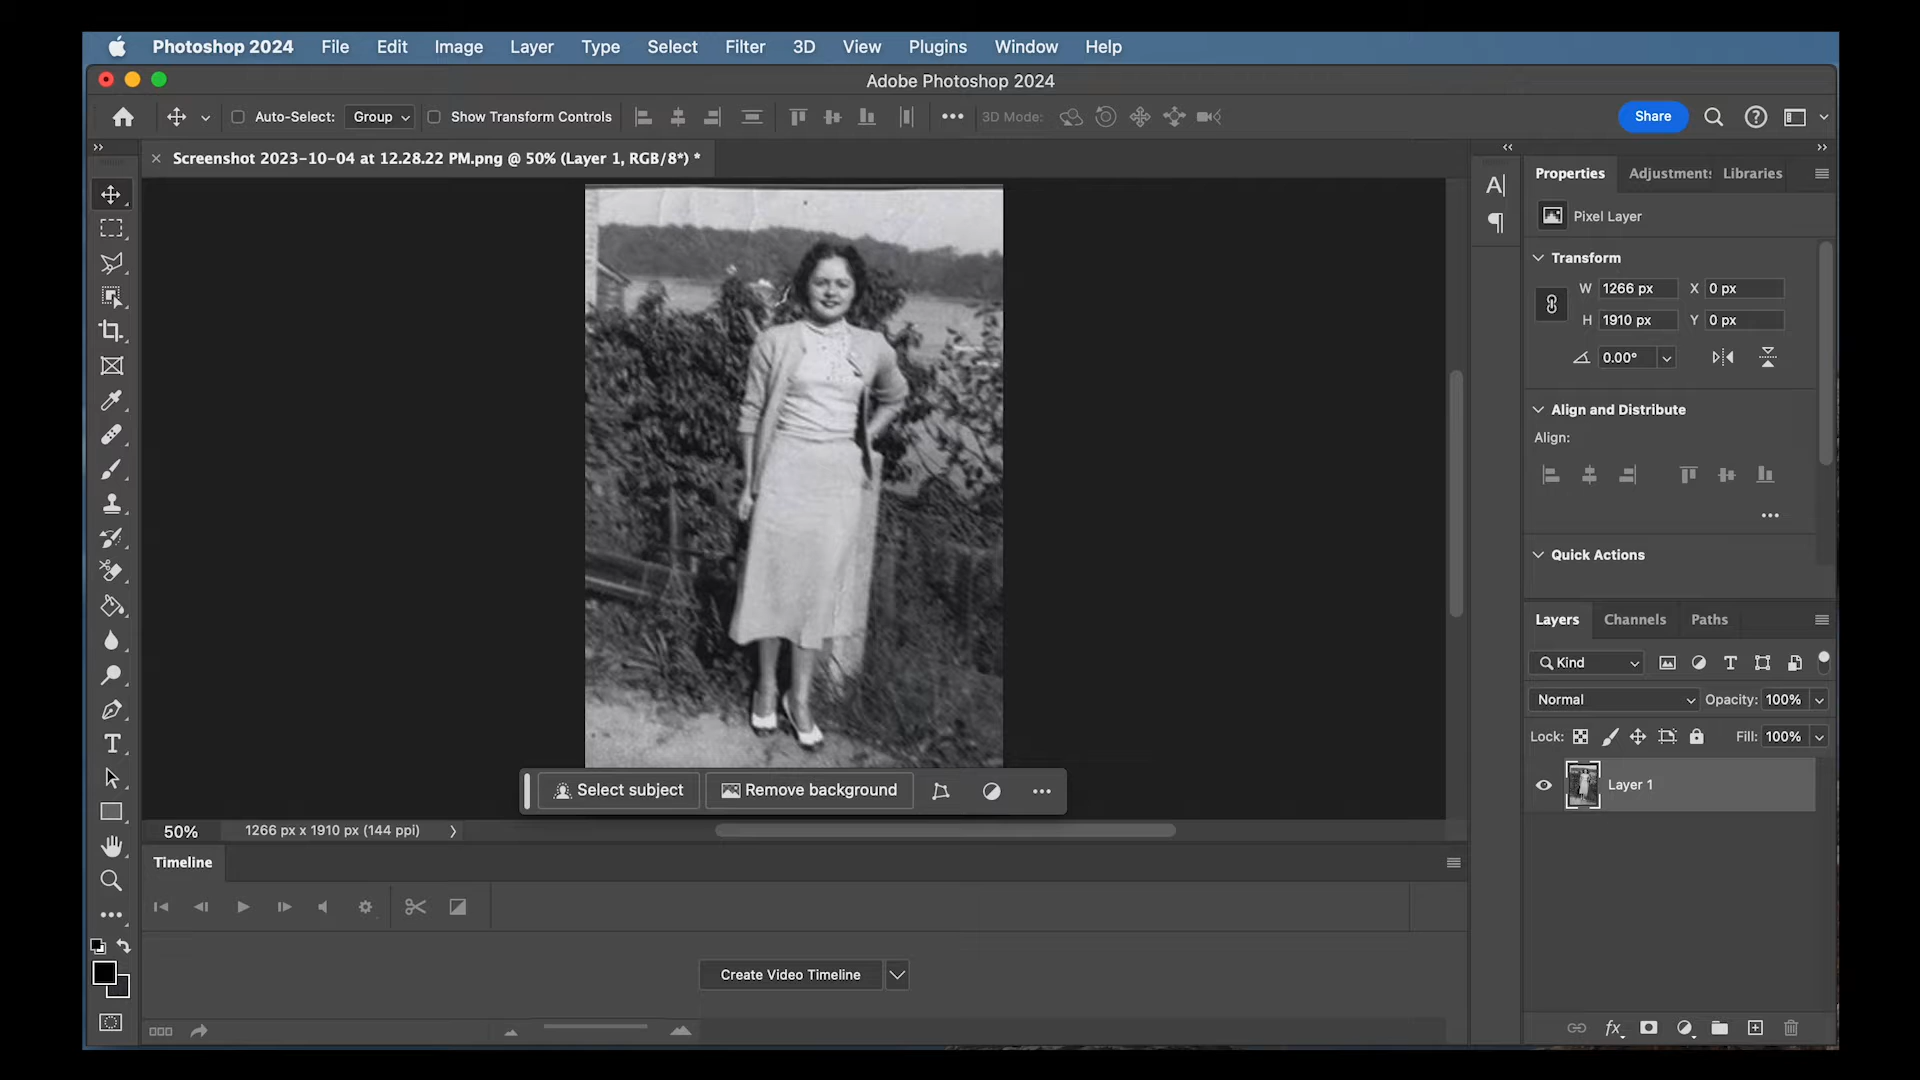 Photoshop 2024 File Edit Image Layer Type Select Filter 3D View Plugins Window Help
Adobe Photoshop 2024
Auto-Select: Group Show Transform Controls 3D Mode: Share
Screenshot 2023-10-04 at 12.28.22 PM.png @ 50% (Layer 1, RGB/8*) *
Properties Adjustment: Libraries
Pixel Layer
Transform
W 1266 px X 0 px
H 1910 px Y 0 px
0.00°
Align and Distribute
Align:
Quick Actions
Layers Channels Paths
Kind
Normal Opacity: 100%
Lock: Fill: 100%
Layer 1
Select subject Remove background
50% 1266 px x 1910 px (144 ppi)
Timeline
Create Video Timeline
fx